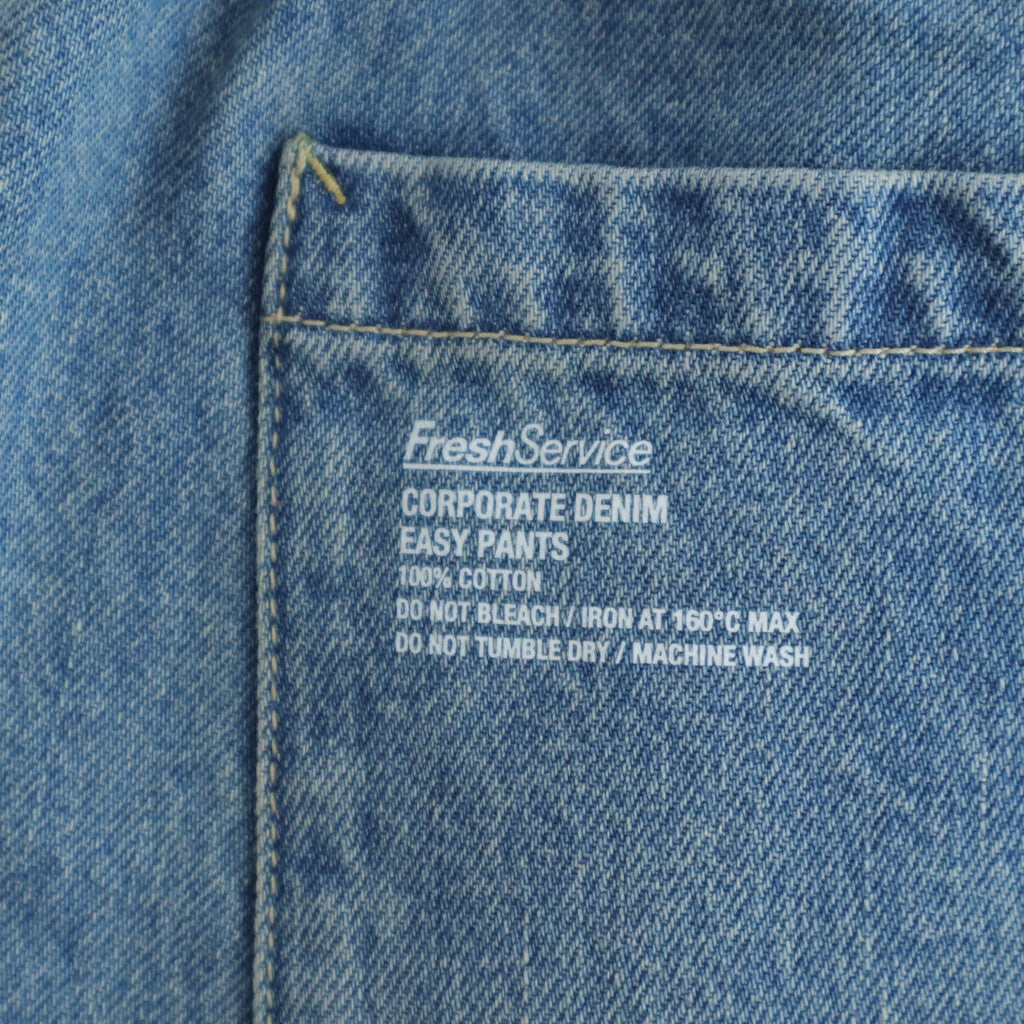 FreshService
CORPORATE DENIM
EASY PANTS
100% COTTON
DO NOT BLEACH / IRON AT 160°C MAX
DO NOT TUMBLE DRY / MACHINE WASH